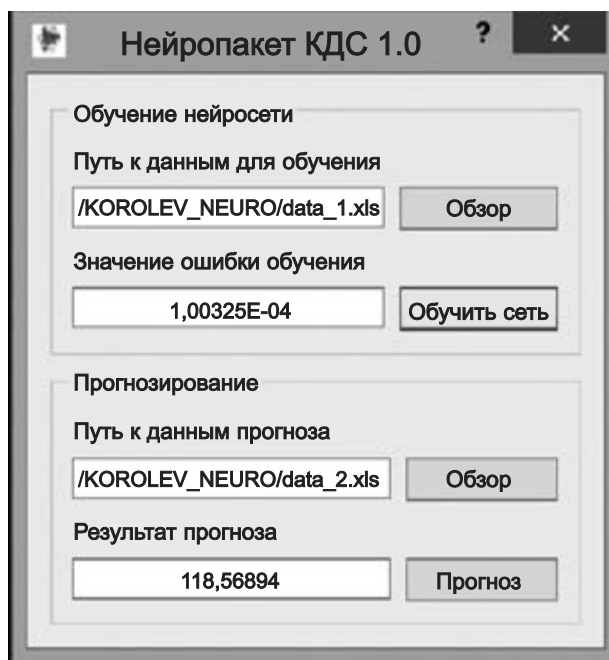 Нейропакет КДС 1.0 ? ×
Обучение нейросети
Путь к данным для обучения
/KOROLEV_NEURO/data_1.xls Обзор
Значение ошибки обучения
1,00325E-04 Обучить сеть
Прогнозирование
Путь к данным прогноза
/KOROLEV_NEURO/data_2.xls Обзор
Результат прогноза
118,56894 Прогноз